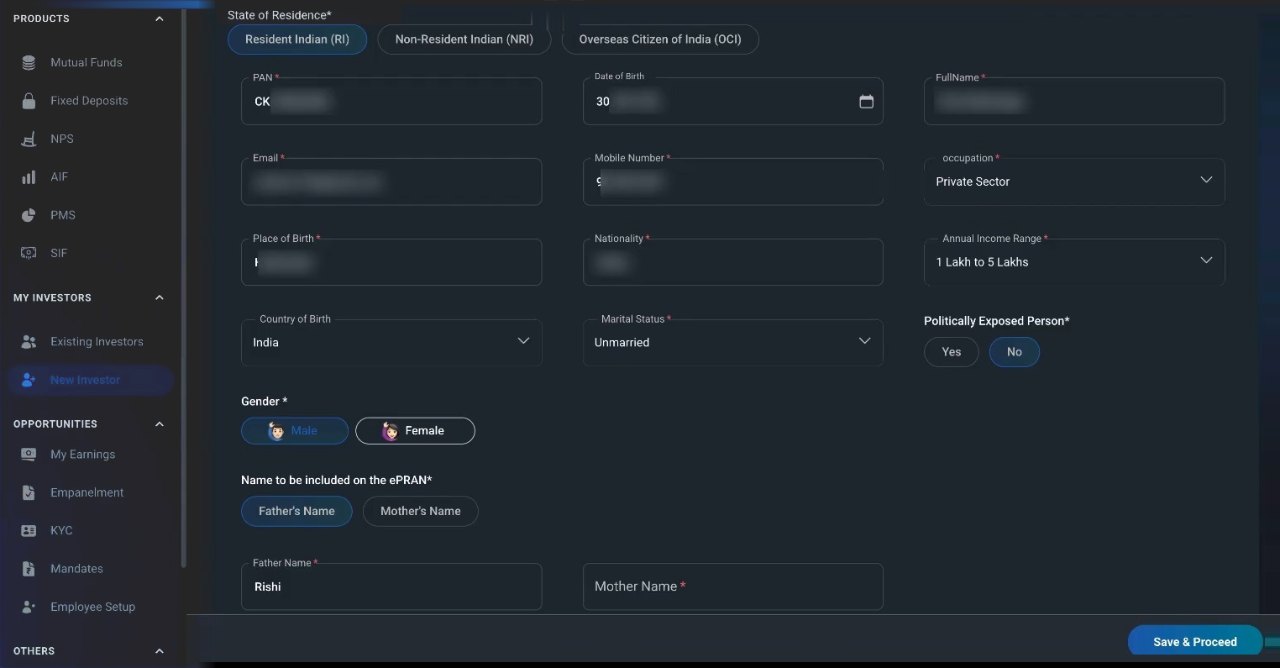 PRODUCTS
Mutual Funds
Fixed Deposits
NPS
AIF
PMS
SIF
MY INVESTORS
Existing Investors
New Investor
OPPORTUNITIES
My Earnings
Empanelment
KYC
Mandates
Employee Setup
OTHERS
State of Residence*
Resident Indian (RI) Non-Resident Indian (NRI) Overseas Citizen of India (OCI)
PAN * Date of Birth FullName *
CK 30
Email * Mobile Number * occupation *
9 Private Sector
Place of Birth * Nationality * Annual Income Range *
1 Lakh to 5 Lakhs
Country of Birth Marital Status * Politically Exposed Person*
India Unmarried Yes No
Gender *
Male Female
Name to be included on the ePRAN*
Father's Name Mother's Name
Father Name *
Rishi Mother Name *
Save & Proceed